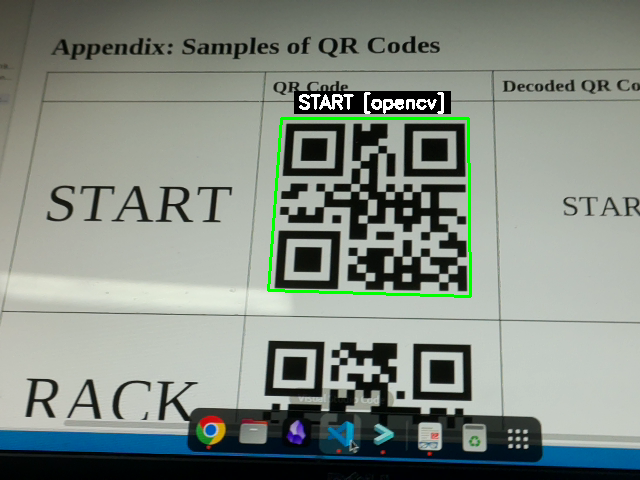 Appendix: Samples of QR Codes
QR Code
Decoded QR Co
START [opencv]
START
STAR
RACK